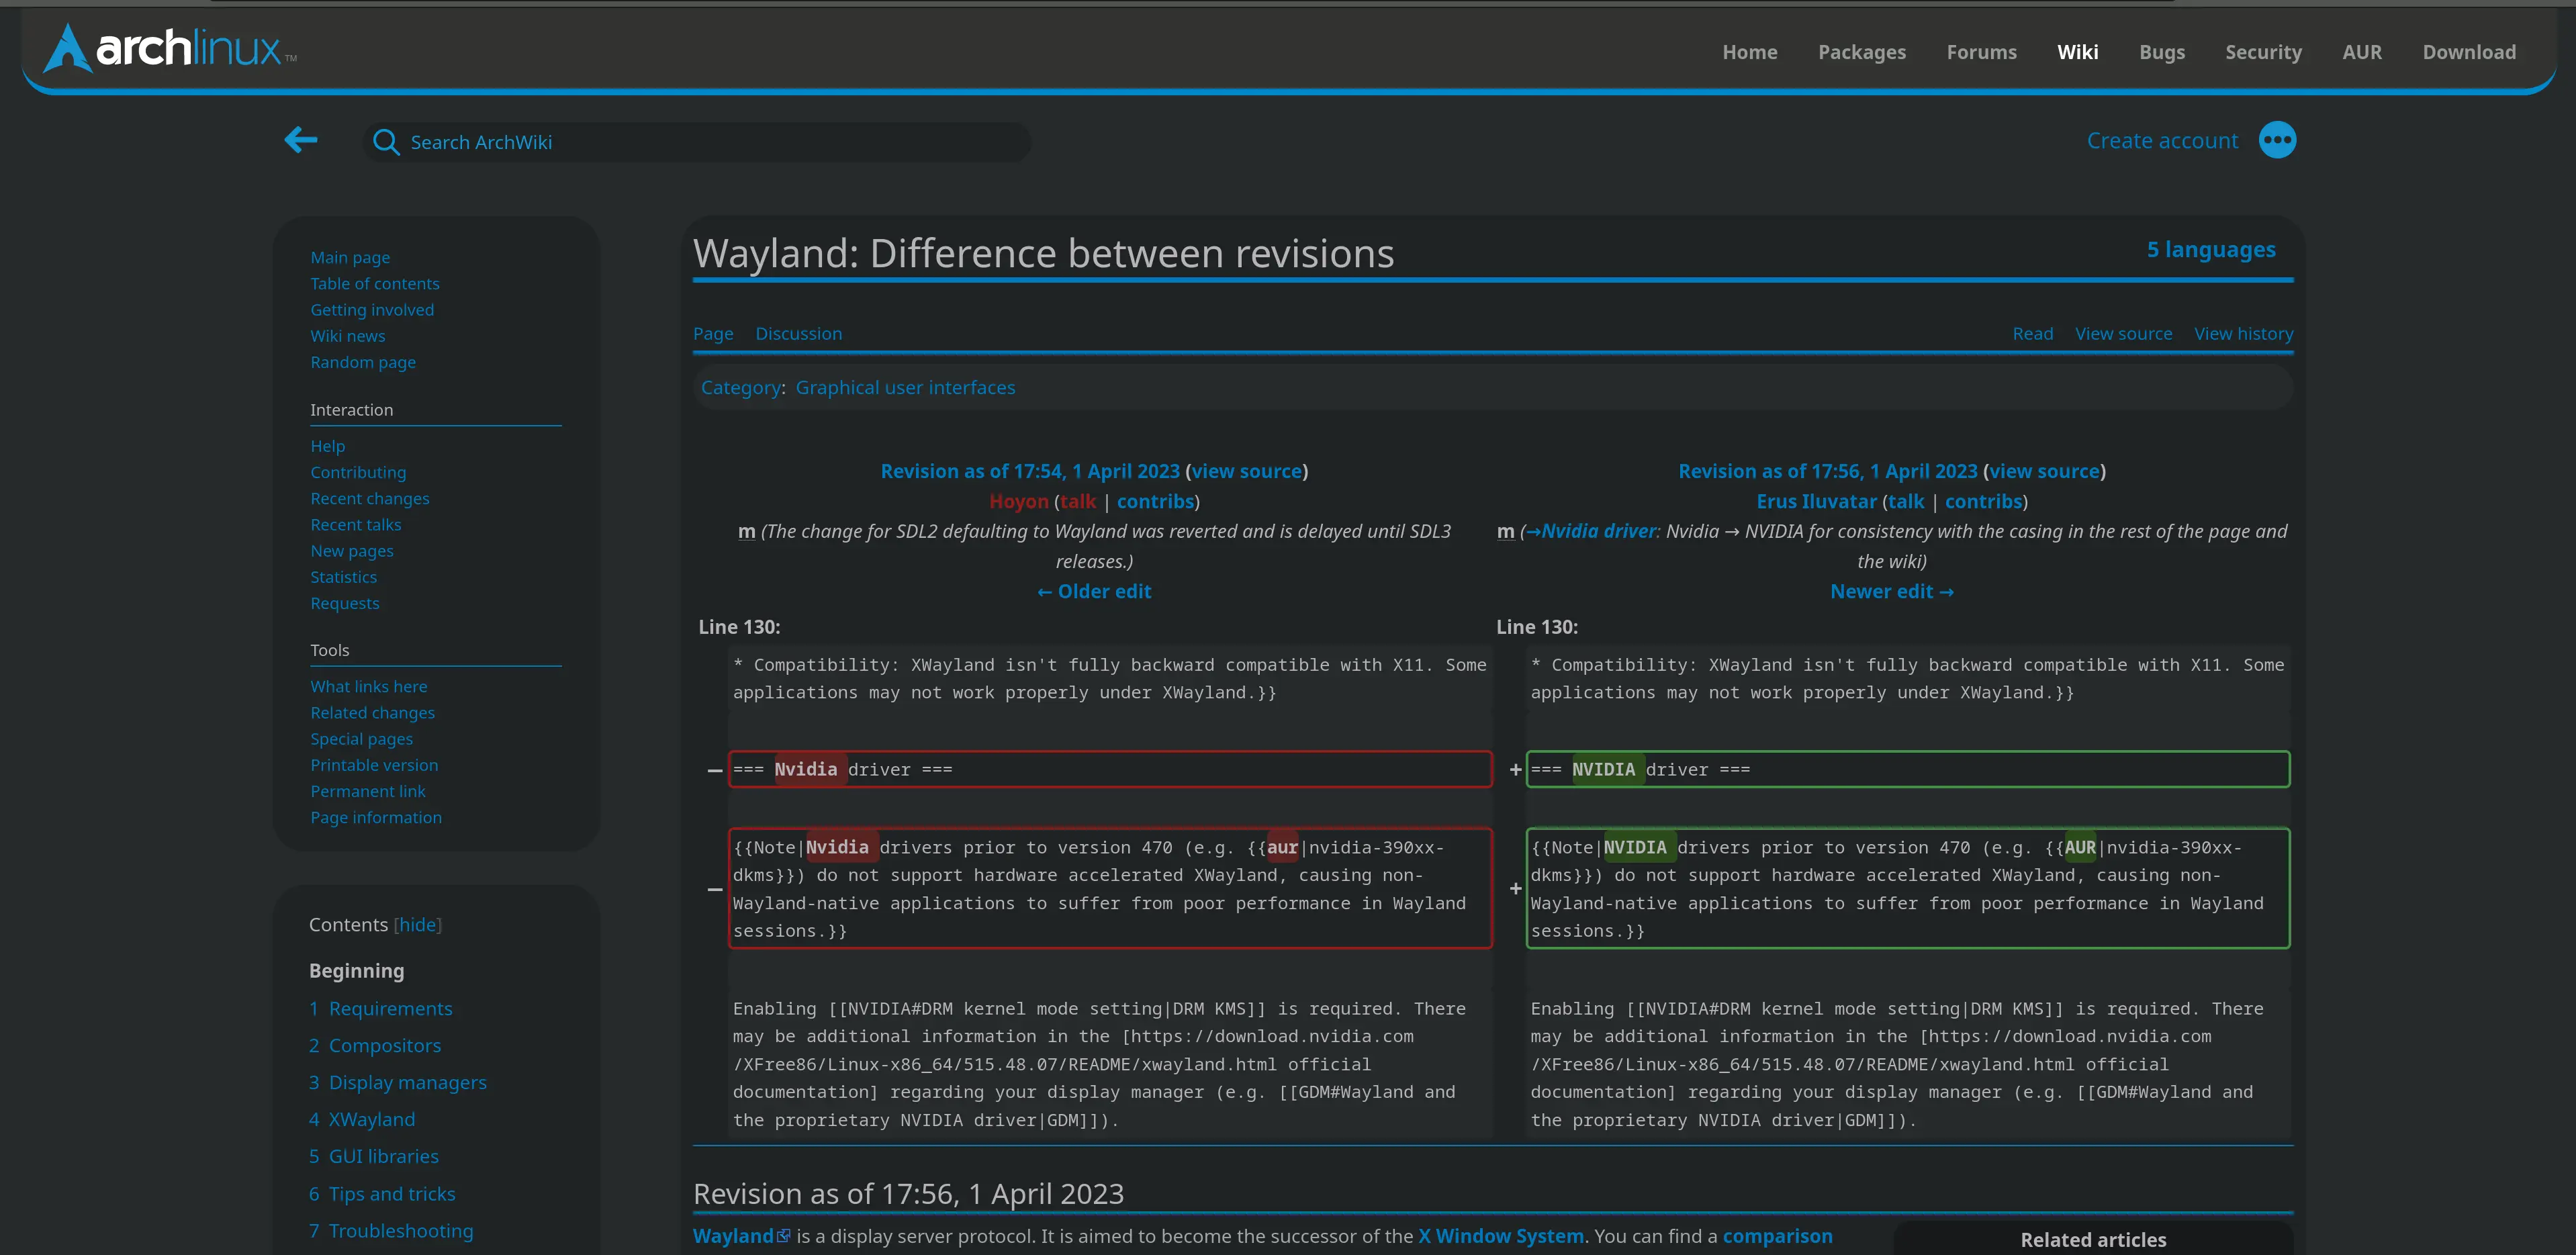 archlinux™
Home Packages Forums Wiki Bugs Security AUR Download
Search ArchWiki
Create account
Main page
Table of contents
Getting involved
Wiki news
Random page
Interaction
Help
Contributing
Recent changes
Recent talks
New pages
Statistics
Requests
Tools
What links here
Related changes
Special pages
Printable version
Permanent link
Page information
Contents [hide]
Beginning
1 Requirements
2 Compositors
3 Display managers
4 XWayland
5 GUI libraries
6 Tips and tricks
7 Troubleshooting
Wayland: Difference between revisions
5 languages
Page Discussion
Read View source View history
Category: Graphical user interfaces
Revision as of 17:54, 1 April 2023 (view source)
Hoyon (talk | contribs)
m (The change for SDL2 defaulting to Wayland was reverted and is delayed until SDL3
releases.)
← Older edit
Line 130:
* Compatibility: XWayland isn't fully backward compatible with X11. Some
applications may not work properly under XWayland.}}
− === Nvidia driver ===
− {{Note|Nvidia drivers prior to version 470 (e.g. {{aur|nvidia-390xx-
dkms}}) do not support hardware accelerated XWayland, causing non-
Wayland-native applications to suffer from poor performance in Wayland
sessions.}}
Enabling [[NVIDIA#DRM kernel mode setting|DRM KMS]] is required. There
may be additional information in the [https://download.nvidia.com
/XFree86/Linux-x86_64/515.48.07/README/xwayland.html official
documentation] regarding your display manager (e.g. [[GDM#Wayland and
the proprietary NVIDIA driver|GDM]]).
Revision as of 17:56, 1 April 2023 (view source)
Erus Iluvatar (talk | contribs)
m (→Nvidia driver: Nvidia → NVIDIA for consistency with the casing in the rest of the page and
the wiki)
Newer edit →
Line 130:
* Compatibility: XWayland isn't fully backward compatible with X11. Some
applications may not work properly under XWayland.}}
+ === NVIDIA driver ===
+ {{Note|NVIDIA drivers prior to version 470 (e.g. {{AUR|nvidia-390xx-
dkms}}) do not support hardware accelerated XWayland, causing non-
Wayland-native applications to suffer from poor performance in Wayland
sessions.}}
Enabling [[NVIDIA#DRM kernel mode setting|DRM KMS]] is required. There
may be additional information in the [https://download.nvidia.com
/XFree86/Linux-x86_64/515.48.07/README/xwayland.html official
documentation] regarding your display manager (e.g. [[GDM#Wayland and
the proprietary NVIDIA driver|GDM]]).
Revision as of 17:56, 1 April 2023
Wayland is a display server protocol. It is aimed to become the successor of the X Window System. You can find a comparison
Related articles